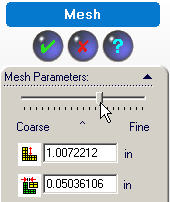 Mesh
?
Mesh Parameters:
Coarse ^ Fine
1.0072212 in
0.05036106 in